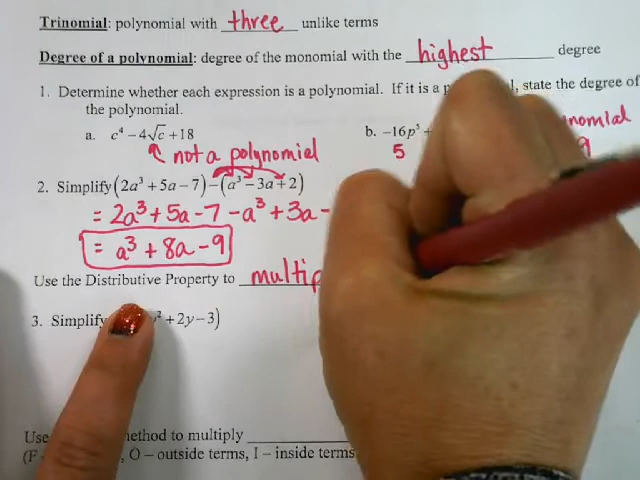 Trinomial: polynomial with three unlike terms
Degree of a polynomial: degree of the monomial with the highest degree
1. Determine whether each expression is a polynomial. If it is a p l, state the degree of
the polynomial.
a. c⁴ − 4√c + 18
not a polynomial
b. −16p⁵ +
nomial
5
9
2. Simplify (2a³ + 5a − 7) − (a³ − 3a + 2)
= 2a³ + 5a − 7 − a³ + 3a −
= a³ + 8a − 9
Use the Distributive Property to multip
3. Simplify + 2y − 3)
Use ethod to multiply
(F , O – outside terms, I – inside terms